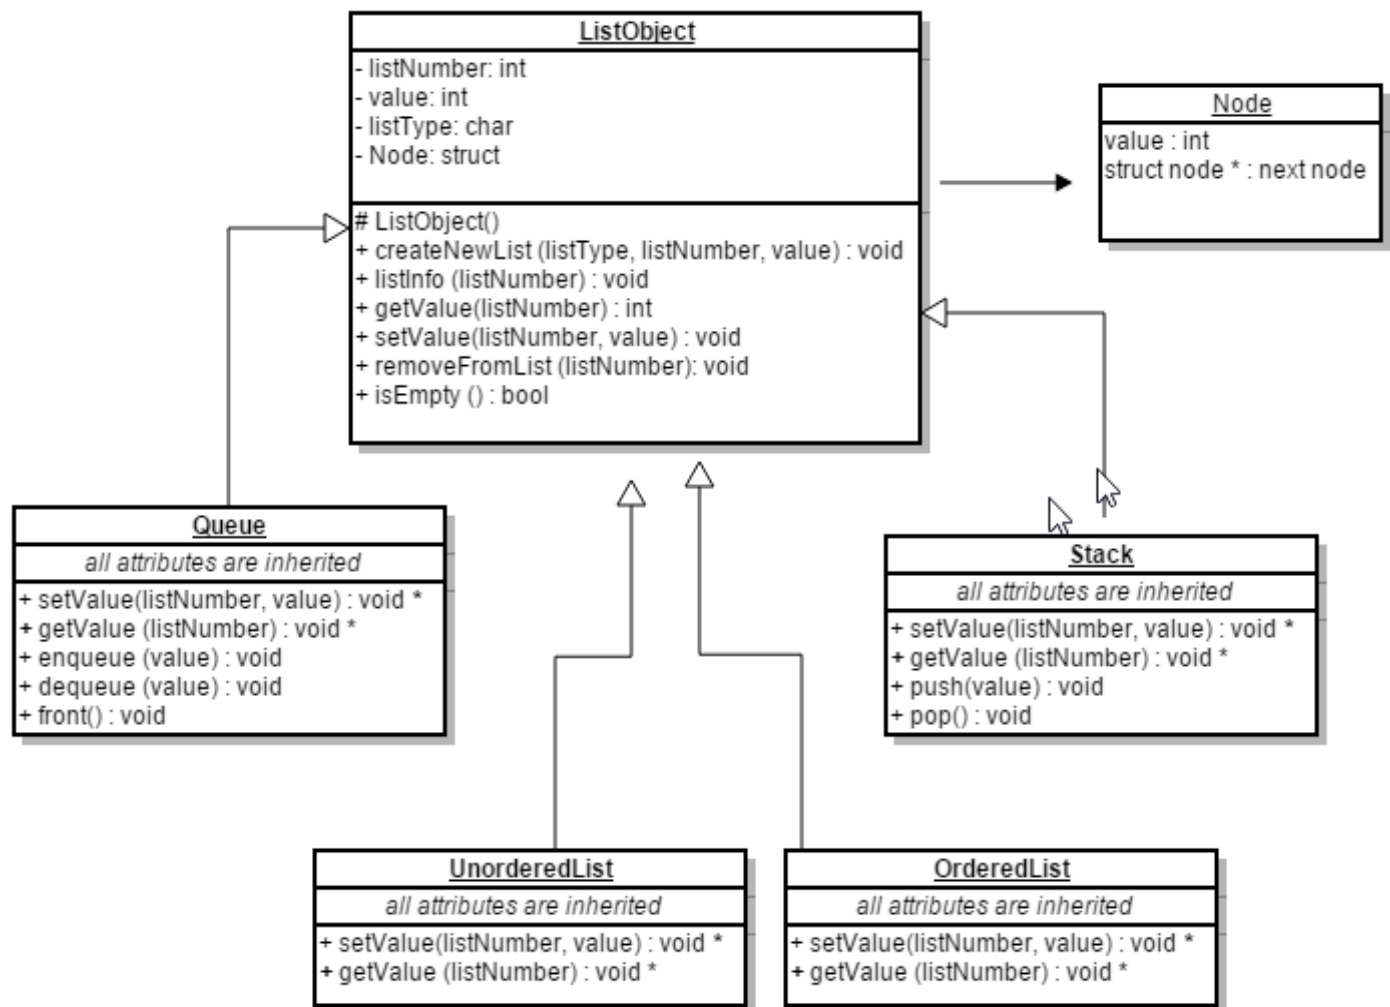 ListObject
- listNumber: int
- value: int
- listType: char
- Node: struct
# ListObject()
+ createNewList (listType, listNumber, value) : void
+ listInfo (listNumber) : void
+ getValue(listNumber) : int
+ setValue(listNumber, value) : void
+ removeFromList (listNumber): void
+ isEmpty () : bool
Node
value : int
struct node * : next node
Queue
all attributes are inherited
+ setValue(listNumber, value) : void *
+ getValue (listNumber) : void *
+ enqueue (value) : void
+ dequeue (value) : void
+ front() : void
Stack
all attributes are inherited
+ setValue(listNumber, value) : void *
+ getValue (listNumber) : void *
+ push(value) : void
+ pop() : void
UnorderedList
all attributes are inherited
+ setValue(listNumber, value) : void *
+ getValue (listNumber) : void *
OrderedList
all attributes are inherited
+ setValue(listNumber, value) : void *
+ getValue (listNumber) : void *